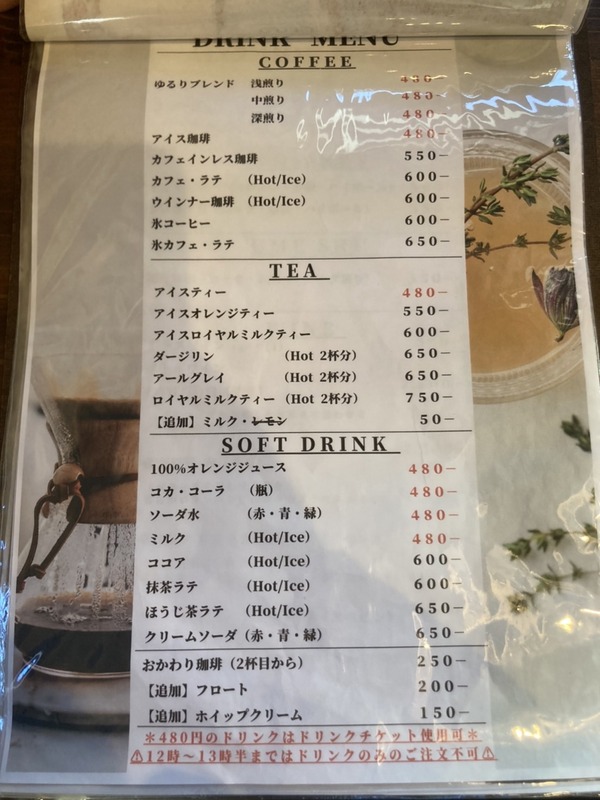 DRINK MENU
COFFEE
ゆるりブレンド 浅煎り 480-
中煎り 480-
深煎り 480-
アイス珈琲 480-
カフェインレス珈琲 550-
カフェ・ラテ (Hot/Ice) 600-
ウインナー珈琲 (Hot/Ice) 600-
氷コーヒー 600-
氷カフェ・ラテ 650-
TEA
アイスティー 480-
アイスオレンジティー 550-
アイスロイヤルミルクティー 600-
ダージリン (Hot 2杯分) 650-
アールグレイ (Hot 2杯分) 650-
ロイヤルミルクティー (Hot 2杯分) 750-
【追加】ミルク・レモン 50-
SOFT DRINK
100%オレンジジュース 480-
コカ・コーラ (瓶) 480-
ソーダ水 (赤・青・緑) 480-
ミルク (Hot/Ice) 480-
ココア (Hot/Ice) 600-
抹茶ラテ (Hot/Ice) 600-
ほうじ茶ラテ (Hot/Ice) 650-
クリームソーダ (赤・青・緑) 650-
おかわり珈琲 (2杯目から) 250-
【追加】フロート 200-
【追加】ホイップクリーム 150-
＊480円のドリンクはドリンクチケット使用可＊
⚠12時～13時半まではドリンクのみのご注文不可⚠